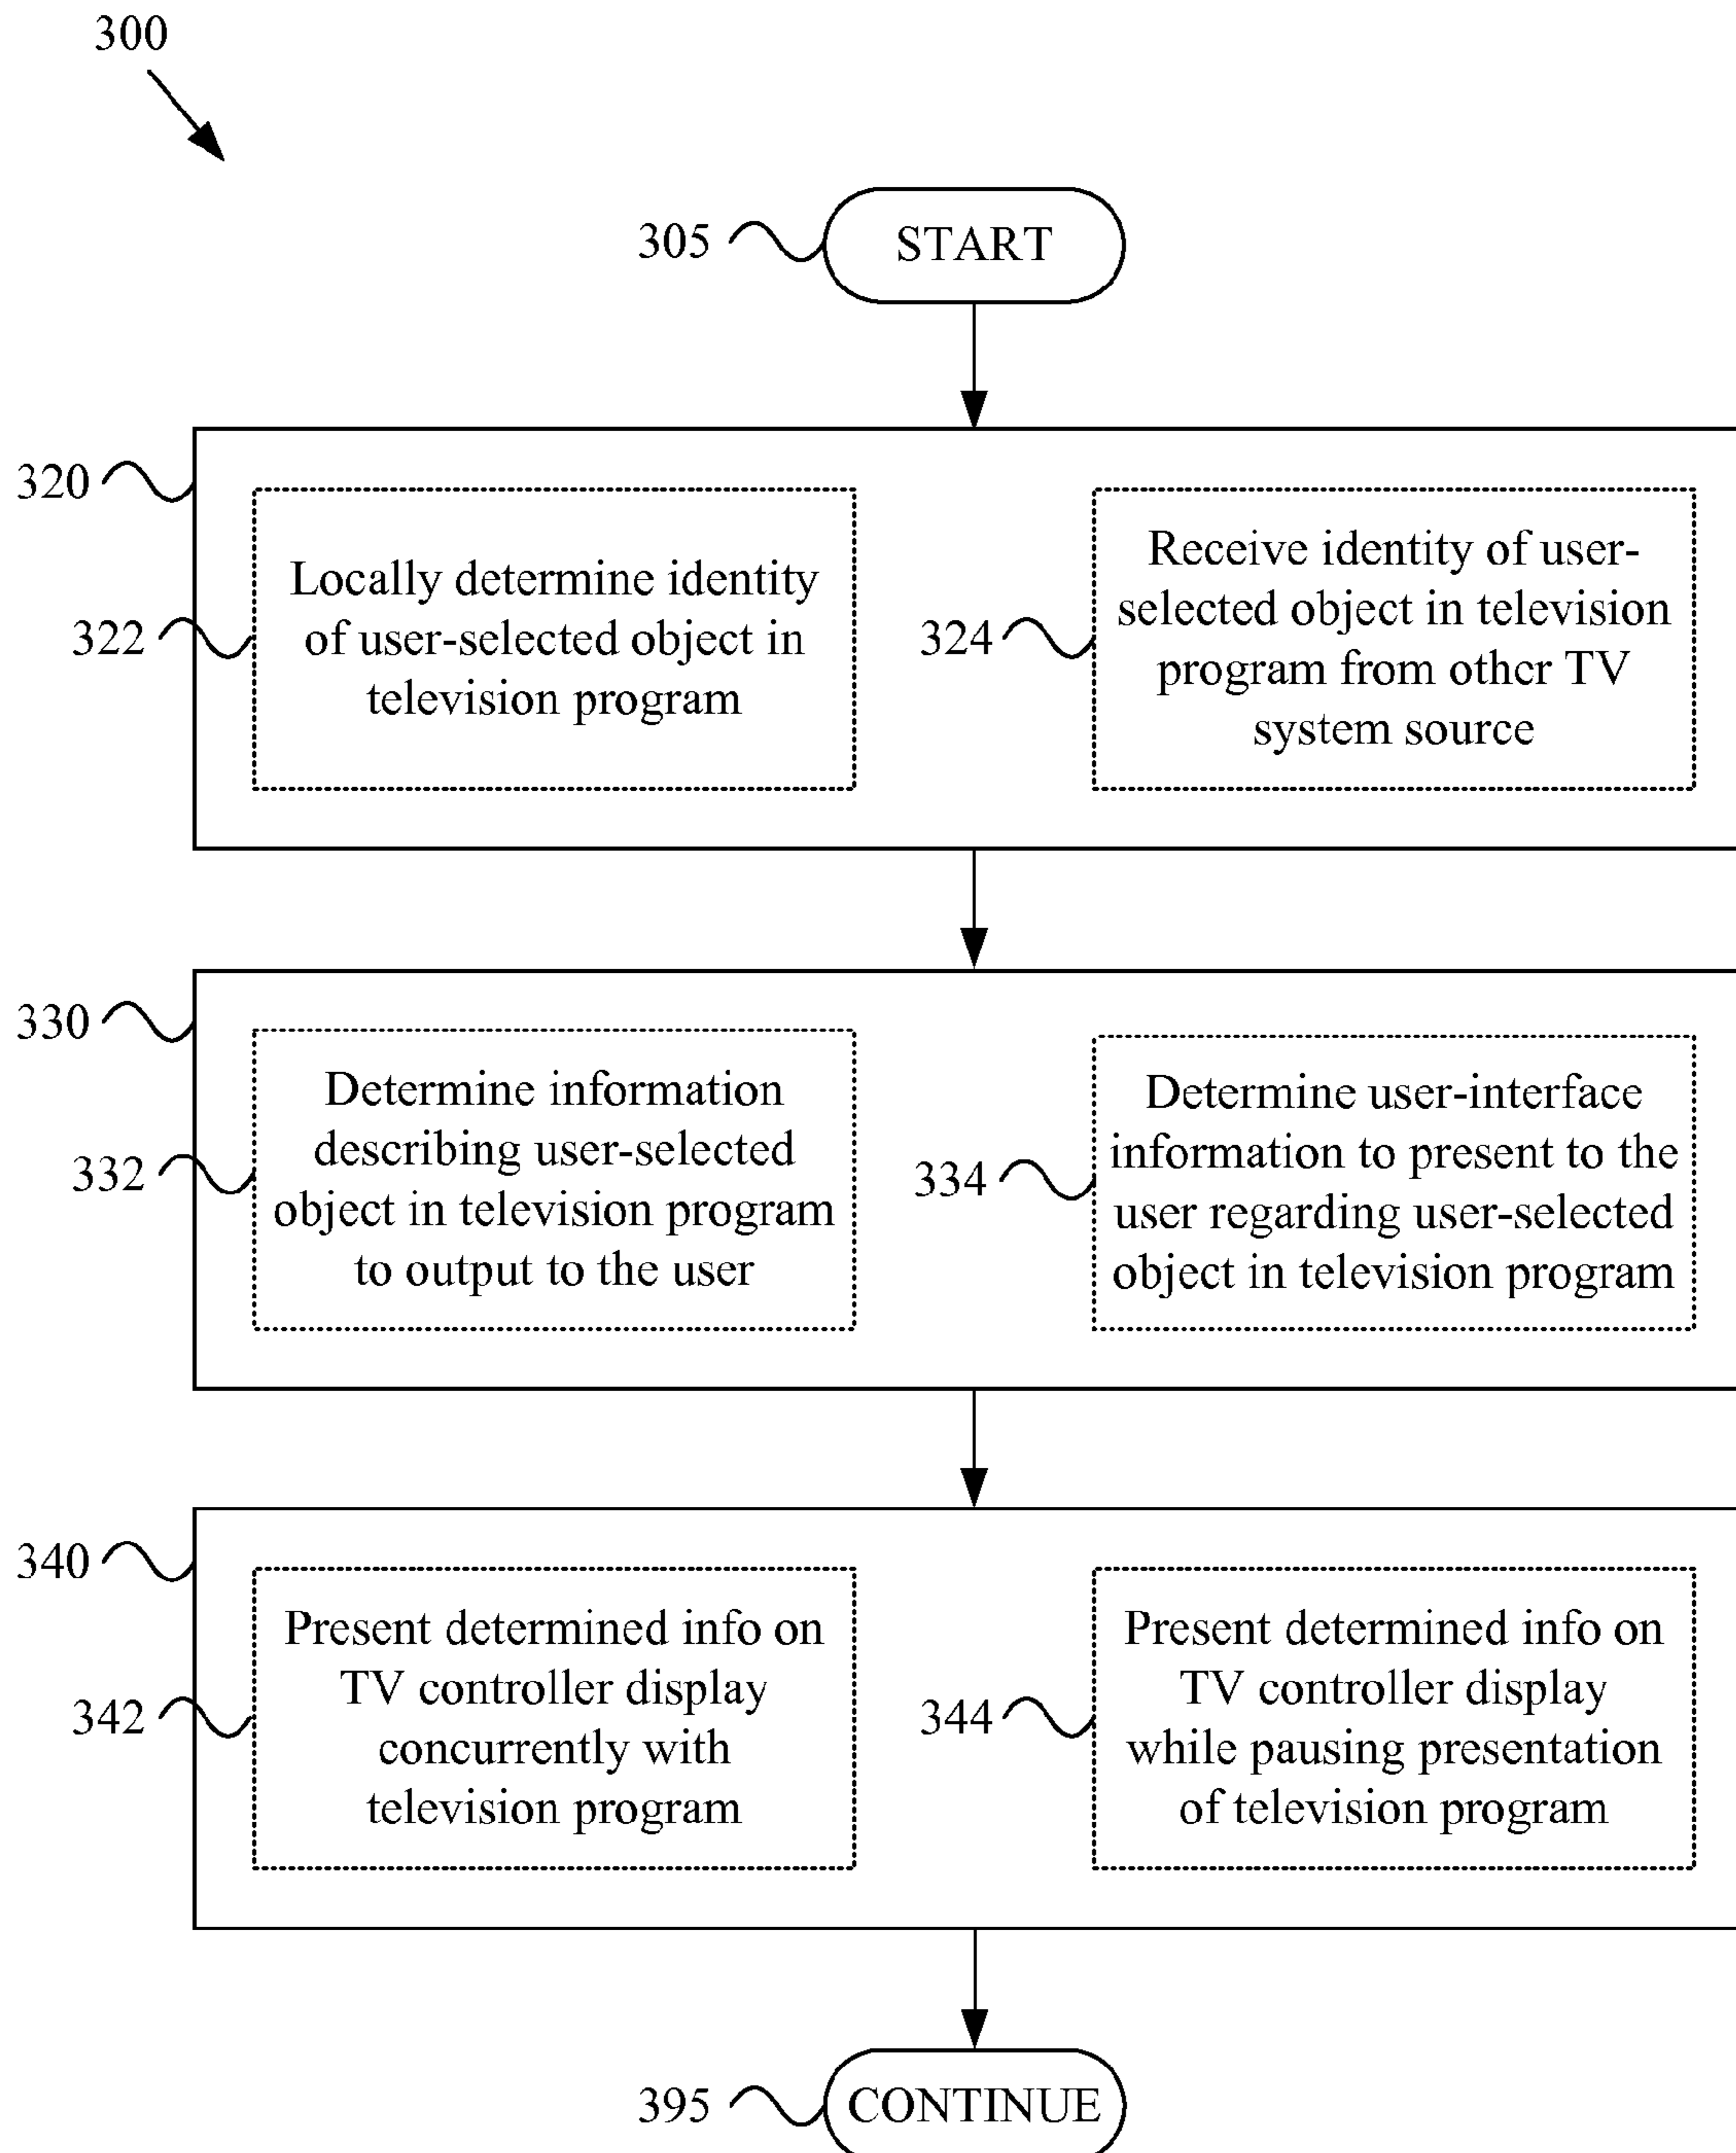 300
305
START
320
322
Locally determine identity
of user-selected object in
television program
324
Receive identity of user-
selected object in television
program from other TV
system source
330
332
Determine information
describing user-selected
object in television program
to output to the user
334
Determine user-interface
information to present to the
user regarding user-selected
object in television program
340
342
Present determined info on
TV controller display
concurrently with
television program
344
Present determined info on
TV controller display
while pausing presentation
of television program
395
CONTINUE